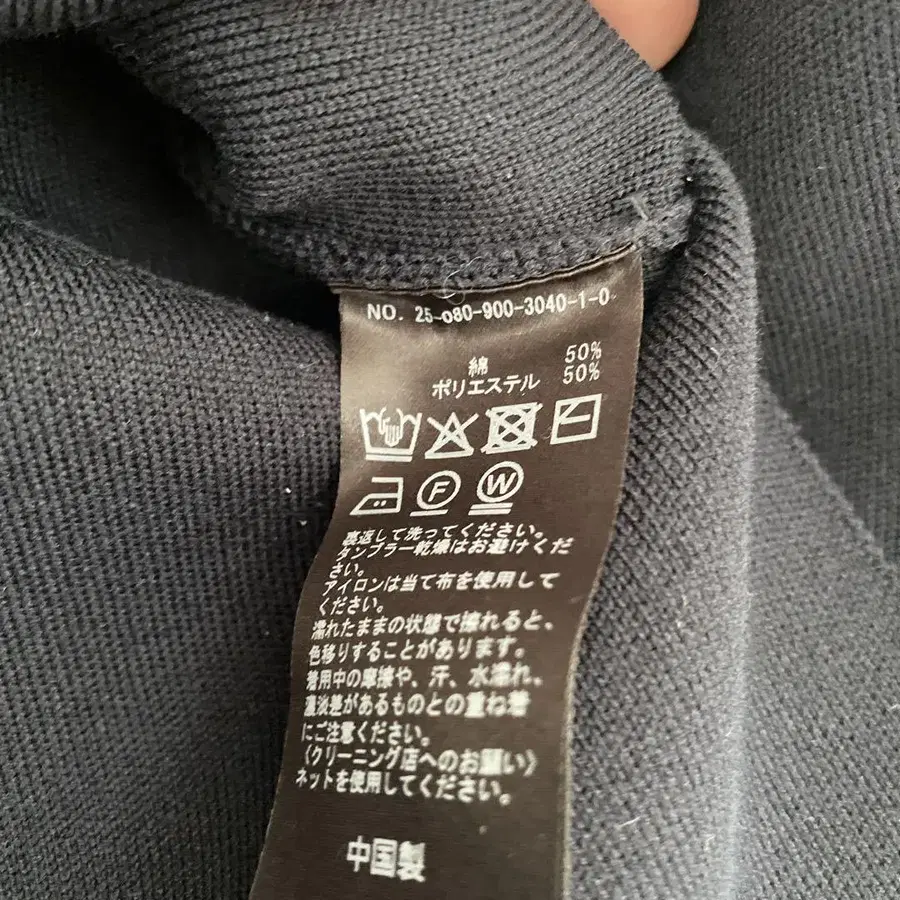 NO. 25-080-900-3040-1-0
綿 50%
ポリエステル 50%
F W
裏返して洗ってください。
タンブラー乾燥はお避けくだ
さい。
アイロンは当て布を使用して
ください。
濡れたままの状態で擦れると、
色移りすることがあります。
着用中の摩擦や、汗、水濡れ、
濃淡差があるものとの重ね着
にご注意ください。
〈クリーニング店へのお願い〉
ネットを使用してください。
中国製